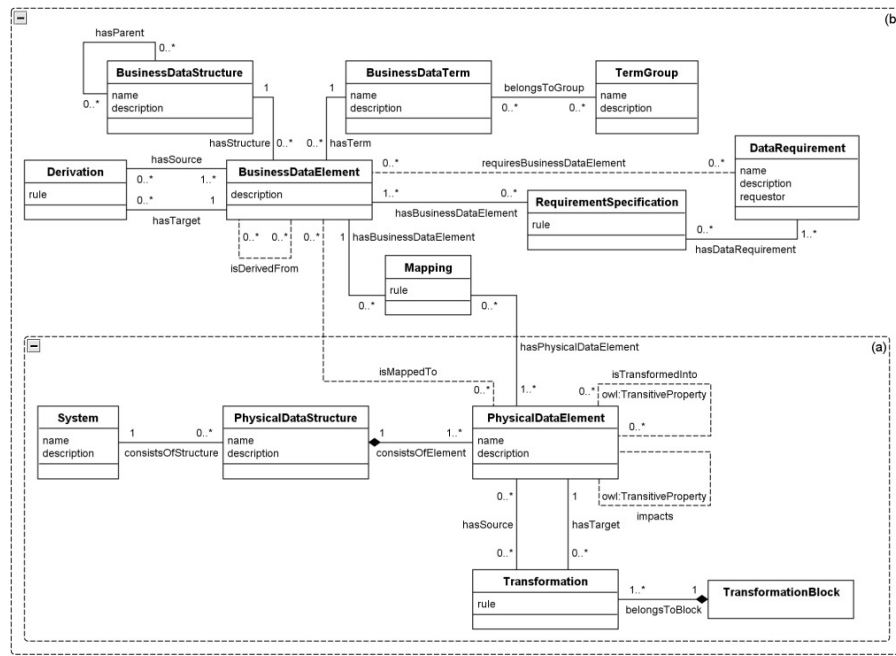 (b)
hasParent
0..*
0..*
BusinessDataStructure
name
description
BusinessDataTerm
name
description
belongsToGroup
0..*
0..*
TermGroup
name
description
1
1
hasStructure
0..*
0..*
hasTerm
Derivation
rule
hasSource
0..*
1..*
0..*
1
hasTarget
BusinessDataElement
description
0..*
requiresBusinessDataElement
0..*
DataRequirement
name
description
requestor
1..*
0..*
hasBusinessDataElement
RequirementSpecification
rule
0..*
1..*
hasDataRequirement
0..*
0..*
isDerivedFrom
0..*
1
hasBusinessDataElement
Mapping
rule
0..*
0..*
(a)
hasPhysicalDataElement
isMappedTo
0..*
1..*
isTransformedInto
0..*
owl:TransitiveProperty
0..*
System
name
description
1
0..*
consistsOfStructure
PhysicalDataStructure
name
description
1
1..*
consistsOfElement
PhysicalDataElement
name
description
owl:TransitiveProperty
impacts
0..*
1
hasSource
hasTarget
0..*
0..*
Transformation
rule
1..*
1
belongsToBlock
TransformationBlock